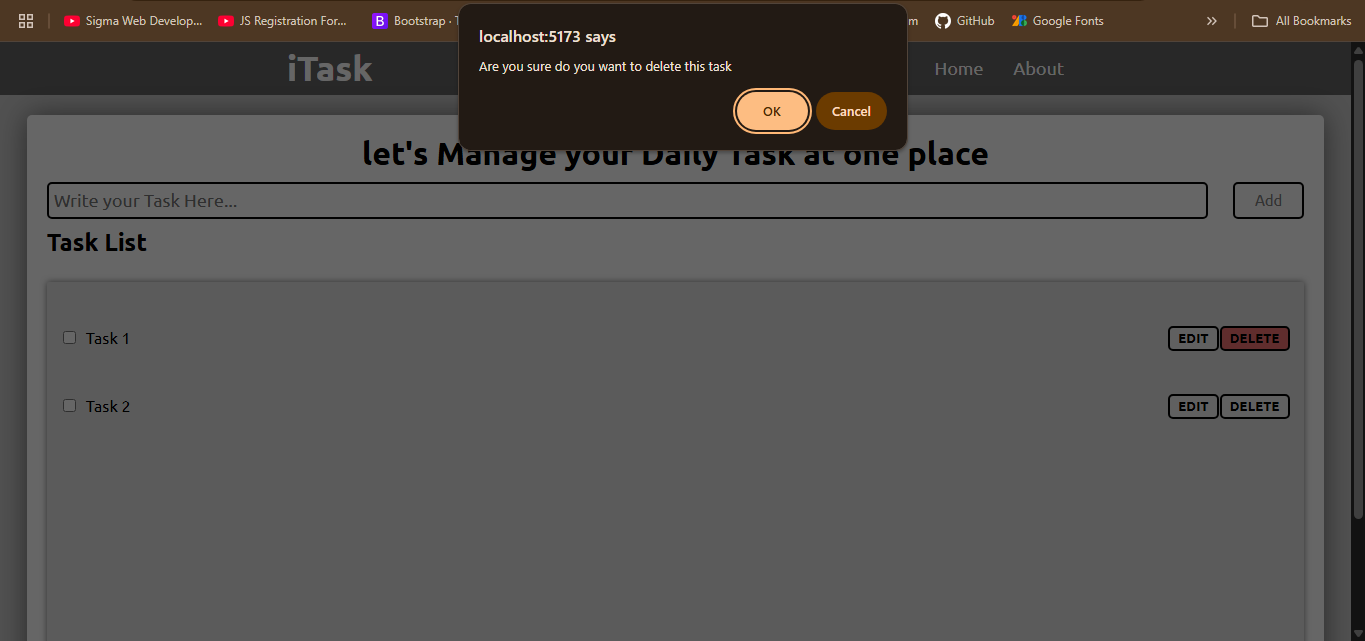 Sigma Web Develop... JS Registration For... Bootstrap · GitHub Google Fonts All Bookmarks
localhost:5173 says
Are you sure do you want to delete this task
OK Cancel
iTask Home About
let's Manage your Daily Task at one place
Write your Task Here... Add
Task List
Task 1 EDIT DELETE
Task 2 EDIT DELETE